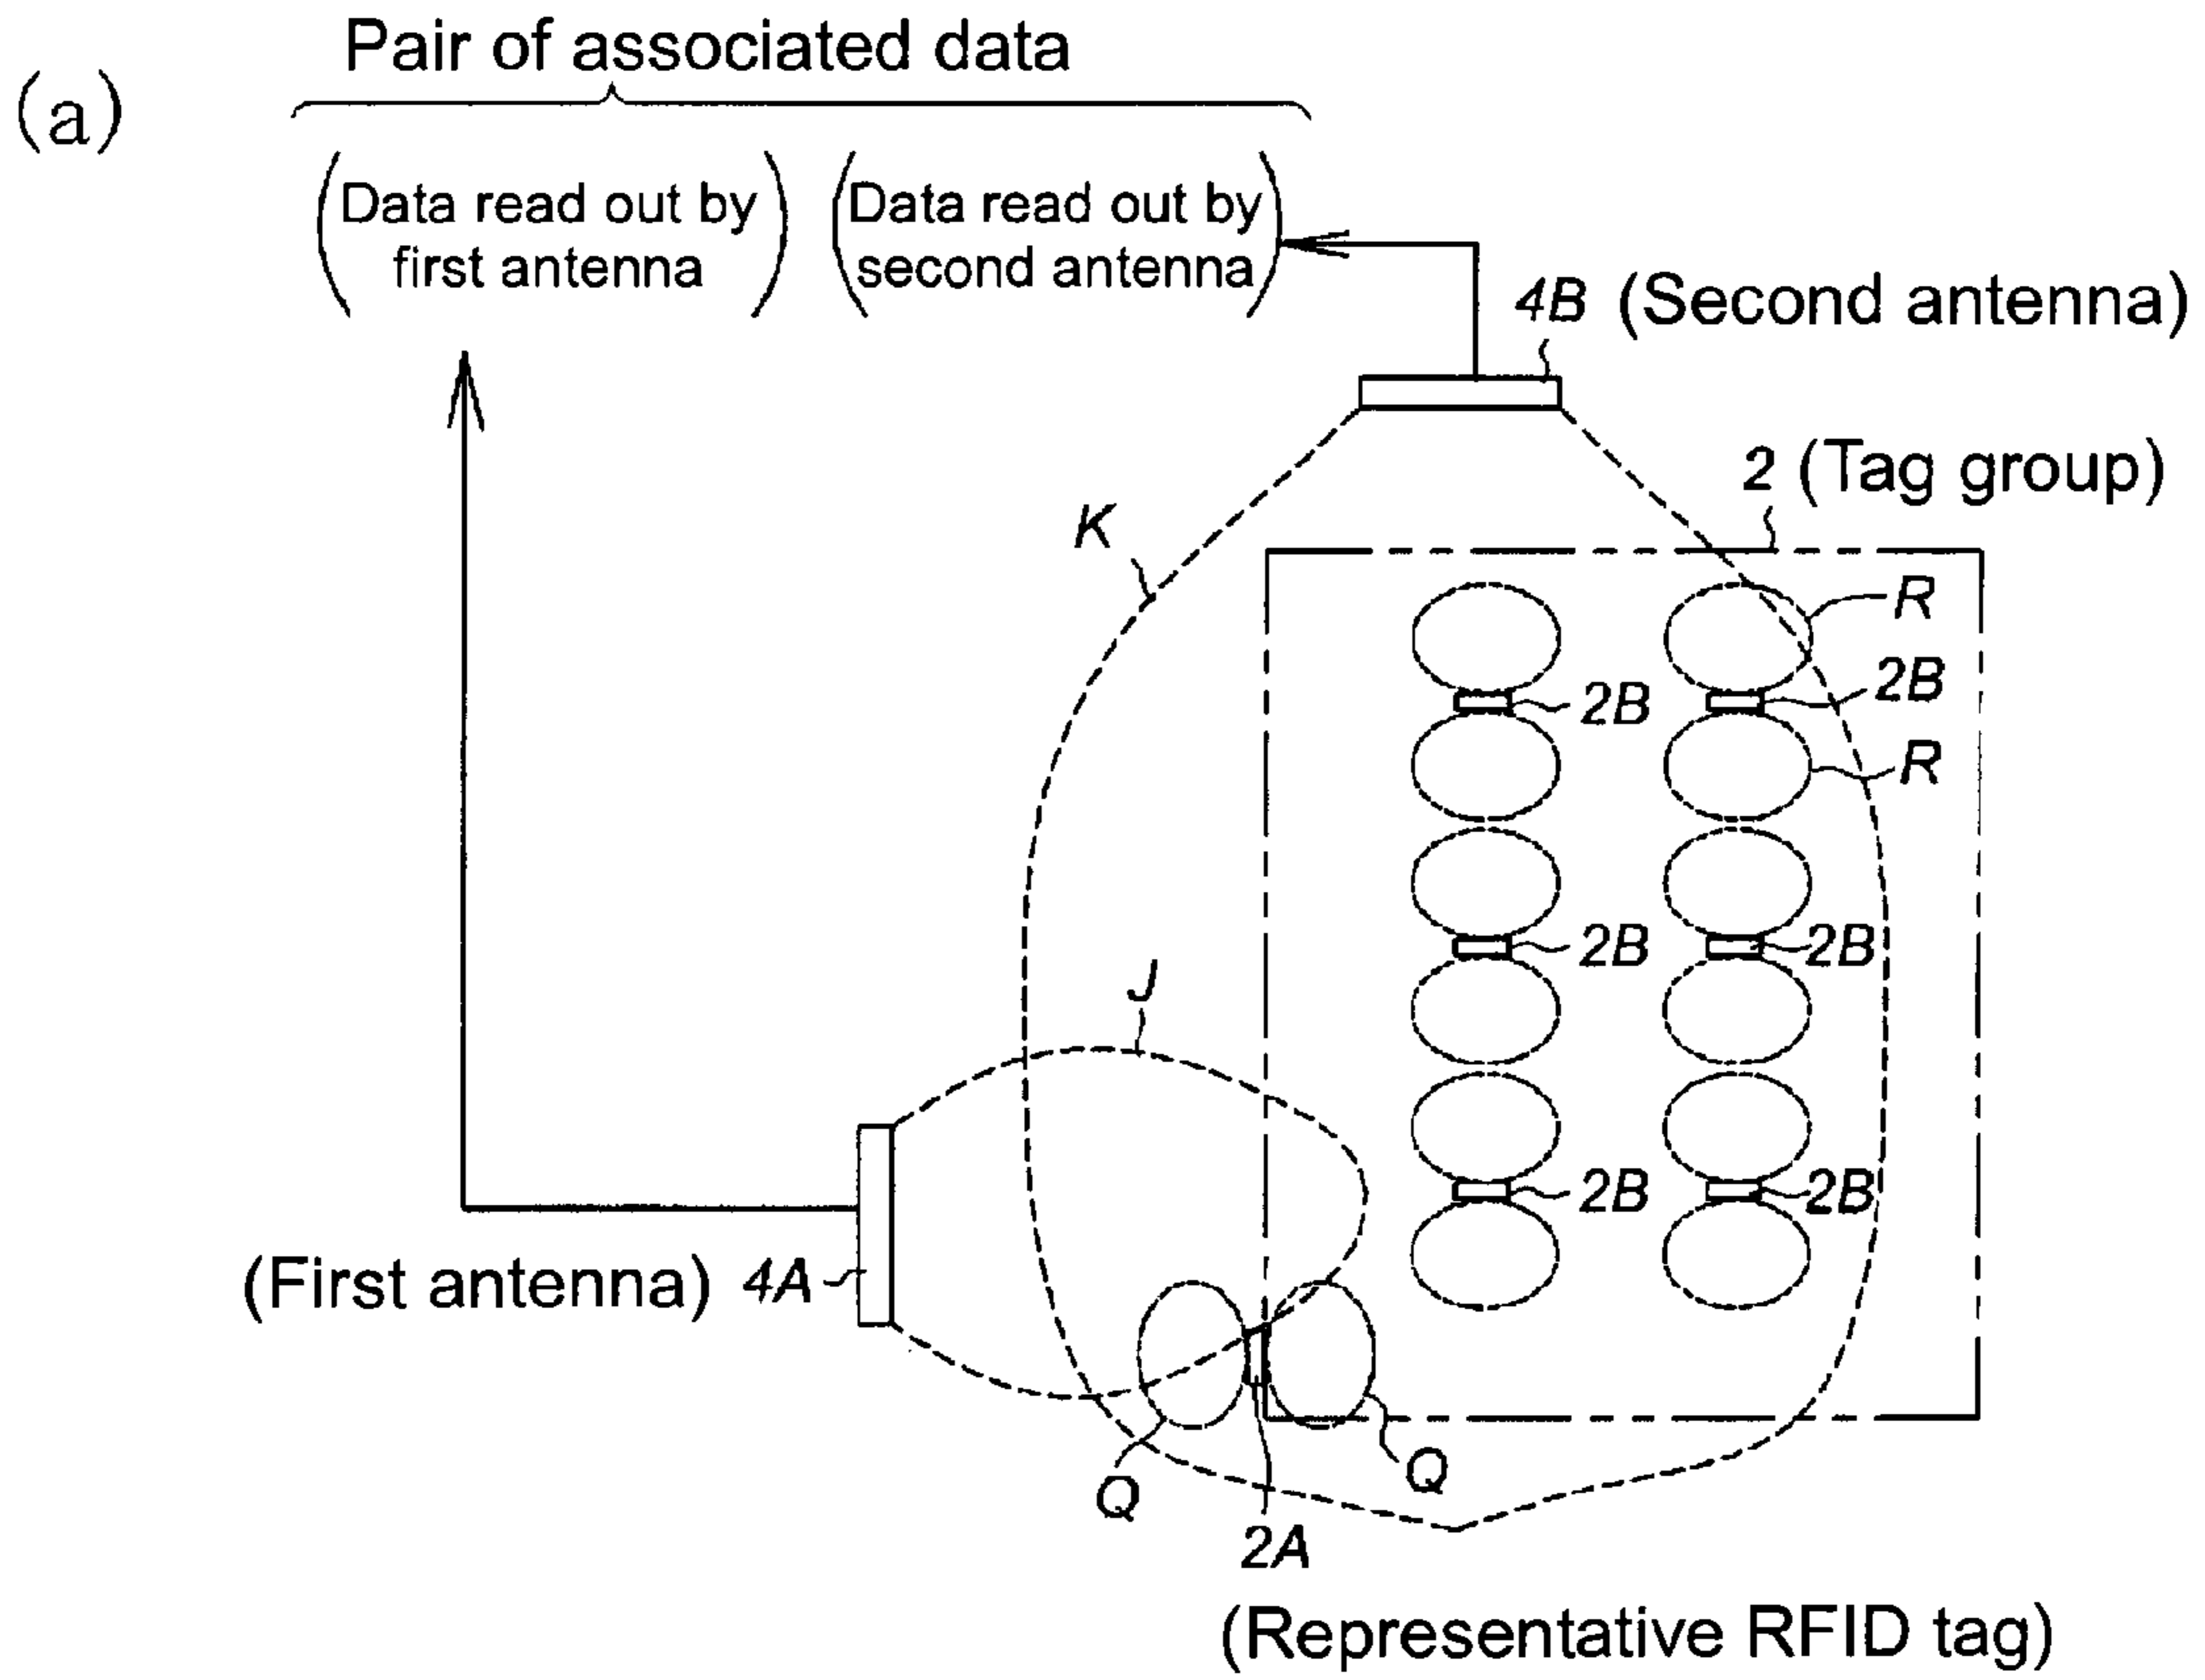 (a)
Pair of associated data
(Data read out by
first antenna)
(Data read out by
second antenna)
4B (Second antenna)
2 (Tag group)
K
R
2B
2B
R
2B
2B
J
2B
2B
(First antenna) 4A
Q
Q
2A
(Representative RFID tag)